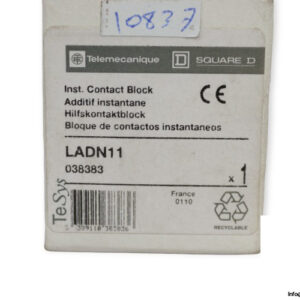 10837
Telemecanique
D SQUARE D
Inst. Contact Block
Additif instantane
Hilfskontaktblock
Bloque de contactos instantaneos
CE
LADN11
038383
x 1
TeSys
France
0110
RECYCLABLE